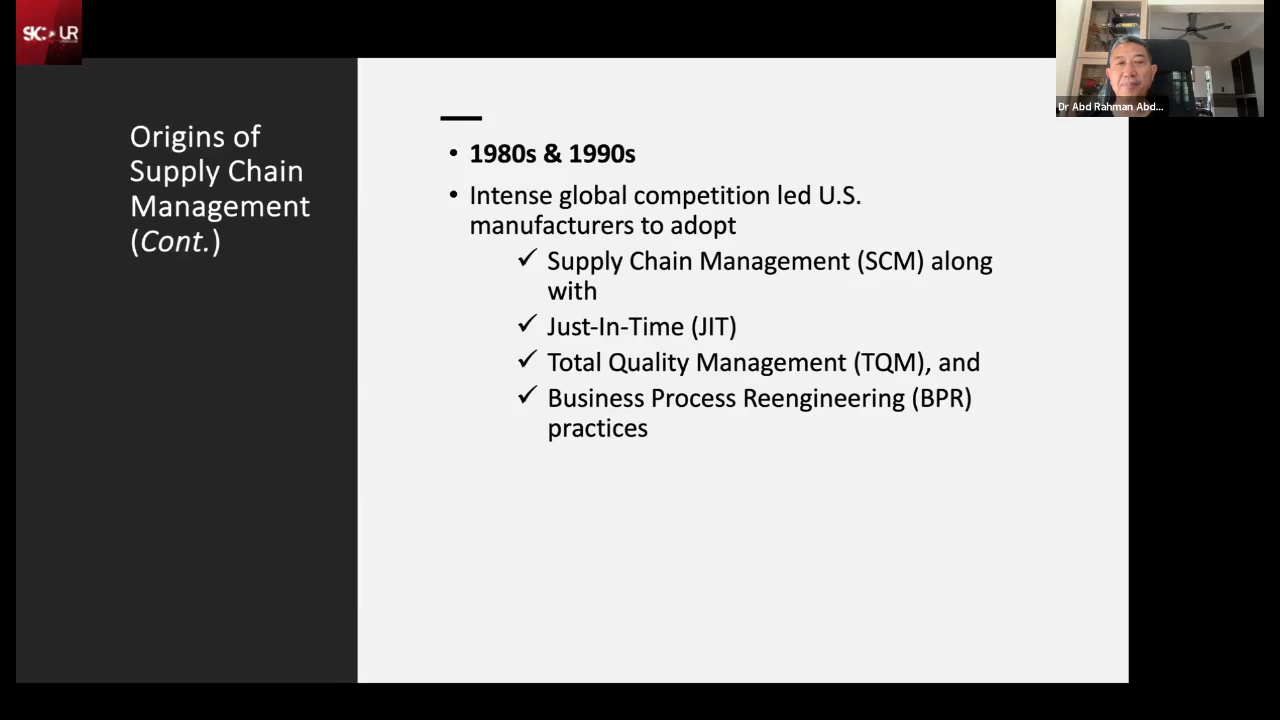 Origins of
Supply Chain
Management
(Cont.)
• 1980s & 1990s
• Intense global competition led U.S.
manufacturers to adopt
✓ Supply Chain Management (SCM) along
with
✓ Just-In-Time (JIT)
✓ Total Quality Management (TQM), and
✓ Business Process Reengineering (BPR)
practices
Dr Abd Rahman Abd...